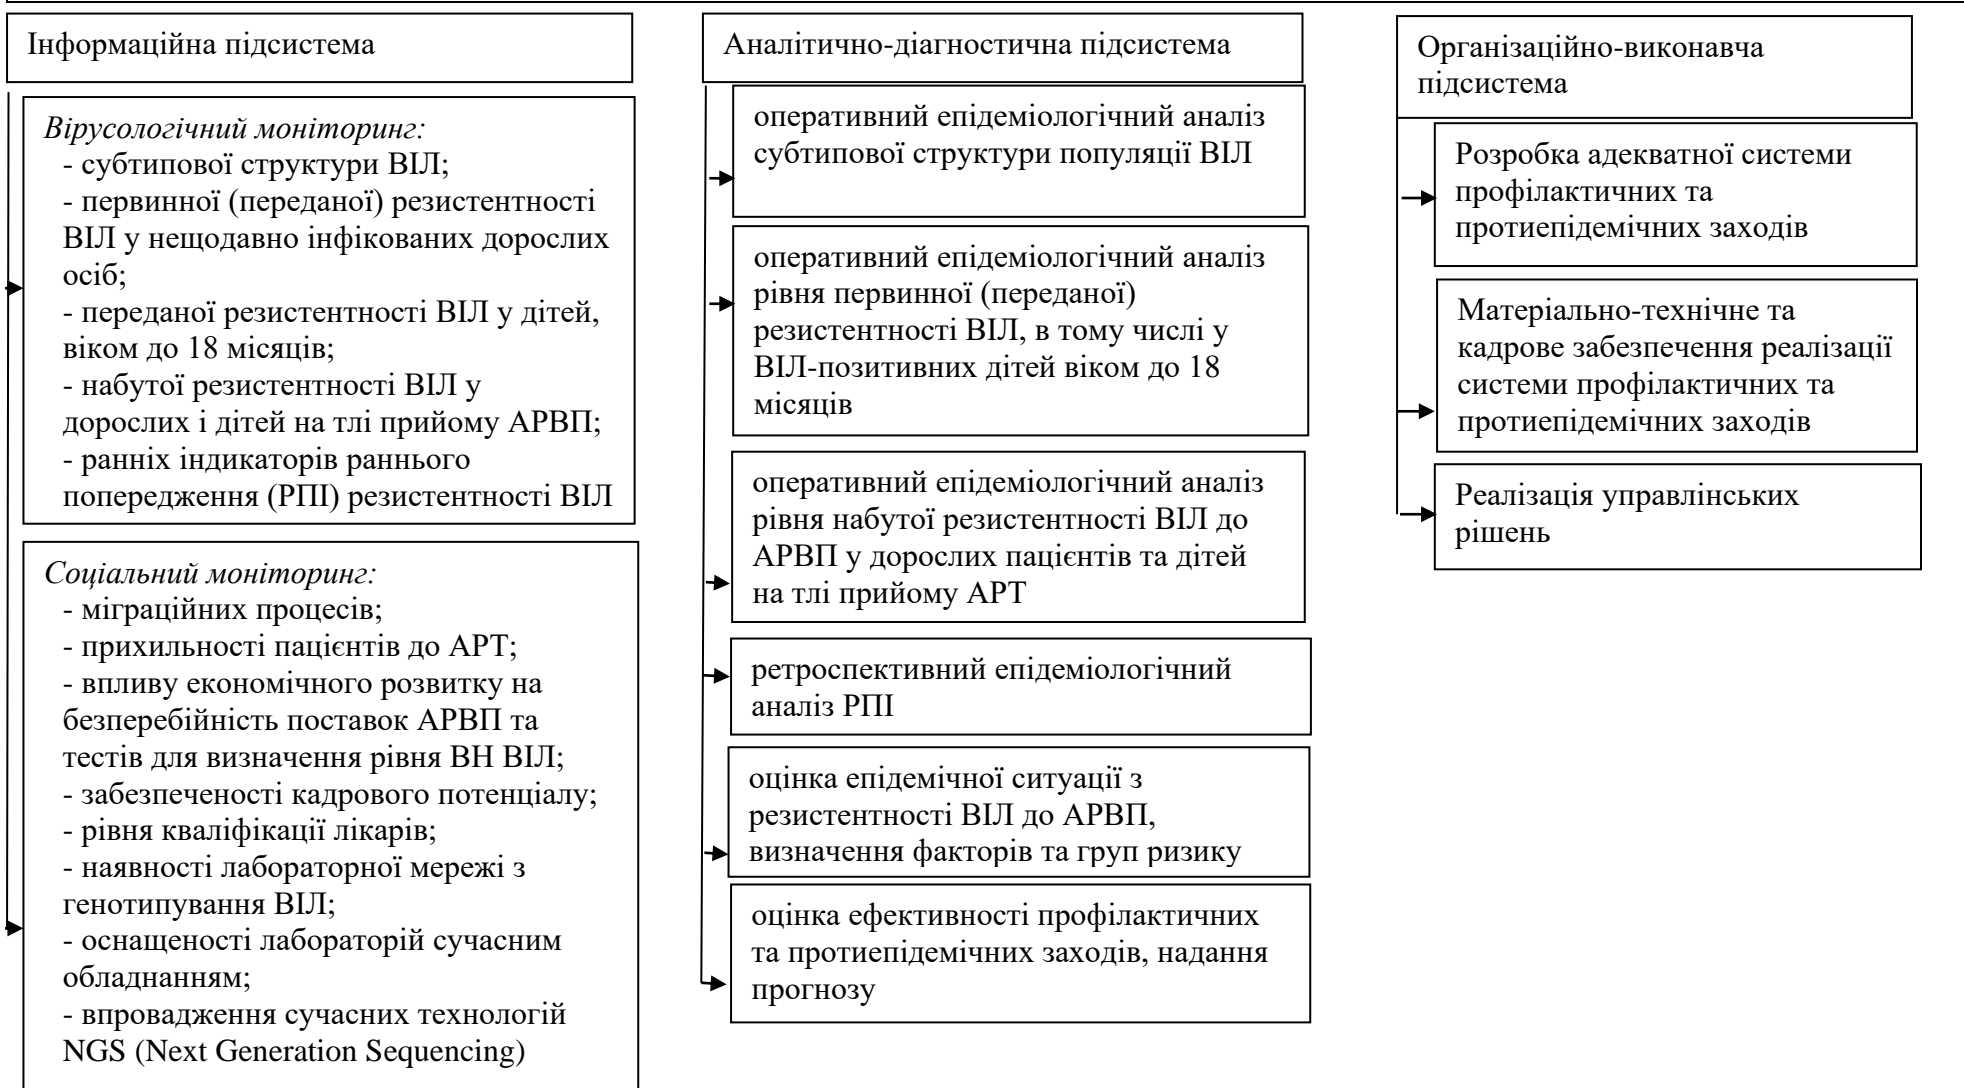 Інформаційна підсистема
Вірусологічний моніторинг:
- субтипової структури ВІЛ;
- первинної (переданої) резистентності
ВІЛ у нещодавно інфікованих дорослих
осіб;
- переданої резистентності ВІЛ у дітей,
віком до 18 місяців;
- набутої резистентності ВІЛ у
дорослих і дітей на тлі прийому АРВП;
- ранніх індикаторів раннього
попередження (РПІ) резистентності ВІЛ
Соціальний моніторинг:
- міграційних процесів;
- прихильності пацієнтів до АРТ;
- впливу економічного розвитку на
безперебійність поставок АРВП та
тестів для визначення рівня ВН ВІЛ;
- забезпеченості кадрового потенціалу;
- рівня кваліфікації лікарів;
- наявності лабораторної мережі з
генотипування ВІЛ;
- оснащеності лабораторій сучасним
обладнанням;
- впровадження сучасних технологій
NGS (Next Generation Sequencing)
Аналітично-діагностична підсистема
оперативний епідеміологічний аналіз
субтипової структури популяції ВІЛ
оперативний епідеміологічний аналіз
рівня первинної (переданої)
резистентності ВІЛ, в тому числі у
ВІЛ-позитивних дітей віком до 18
місяців
оперативний епідеміологічний аналіз
рівня набутої резистентності ВІЛ до
АРВП у дорослих пацієнтів та дітей
на тлі прийому АРТ
ретроспективний епідеміологічний
аналіз РПІ
оцінка епідемічної ситуації з
резистентності ВІЛ до АРВП,
визначення факторів та груп ризику
оцінка ефективності профілактичних
та протиепідемічних заходів, надання
прогнозу
Організаційно-виконавча
підсистема
Розробка адекватної системи
профілактичних та
протиепідемічних заходів
Матеріально-технічне та
кадрове забезпечення реалізації
системи профілактичних та
протиепідемічних заходів
Реалізація управлінських
рішень